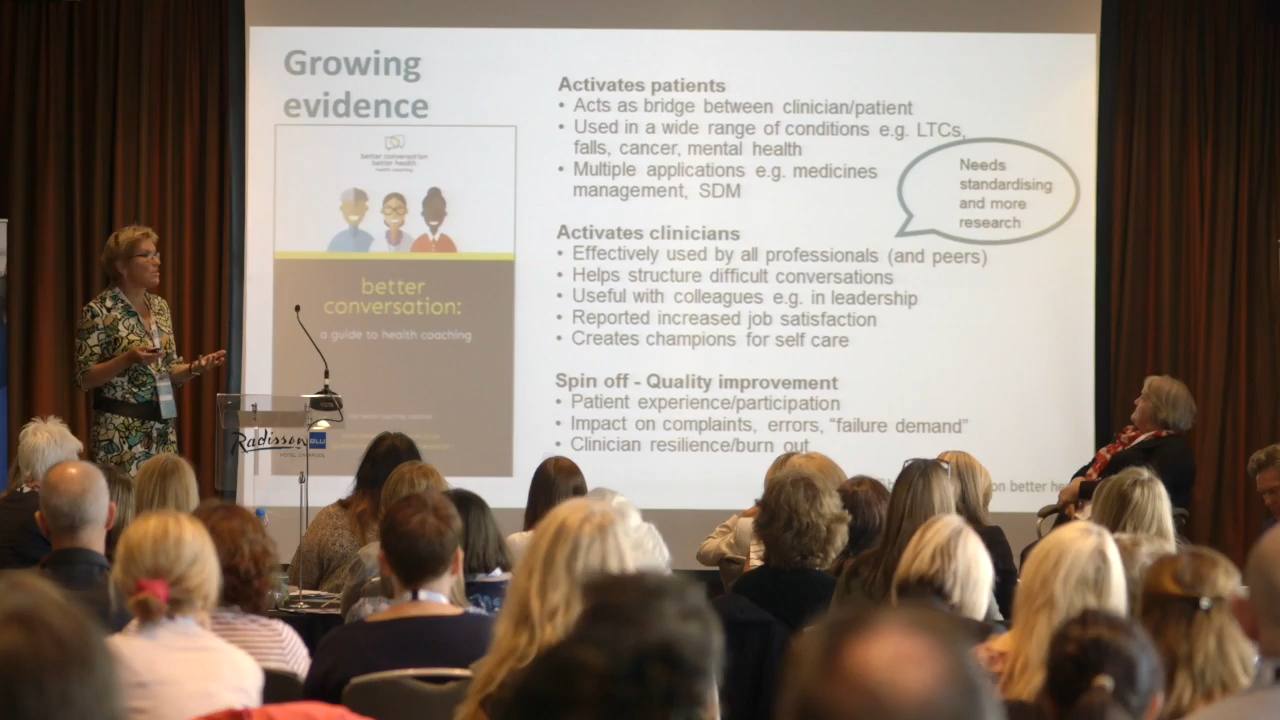 Growing
evidence
better conversation
better health
health coaching
better
conversation:
a guide to health coaching
Activates patients
• Acts as bridge between clinician/patient
• Used in a wide range of conditions e.g. LTCs,
falls, cancer, mental health
• Multiple applications e.g. medicines
management, SDM
Needs
standardising
and more
research
Activates clinicians
• Effectively used by all professionals (and peers)
• Helps structure difficult conversations
• Useful with colleagues e.g. in leadership
• Reported increased job satisfaction
• Creates champions for self care
Spin off - Quality improvement
• Patient experience/participation
• Impact on complaints, errors, “failure demand”
• Clinician resilience/burn out
on better
Radisson BLU
HOTEL, LIVERPOOL